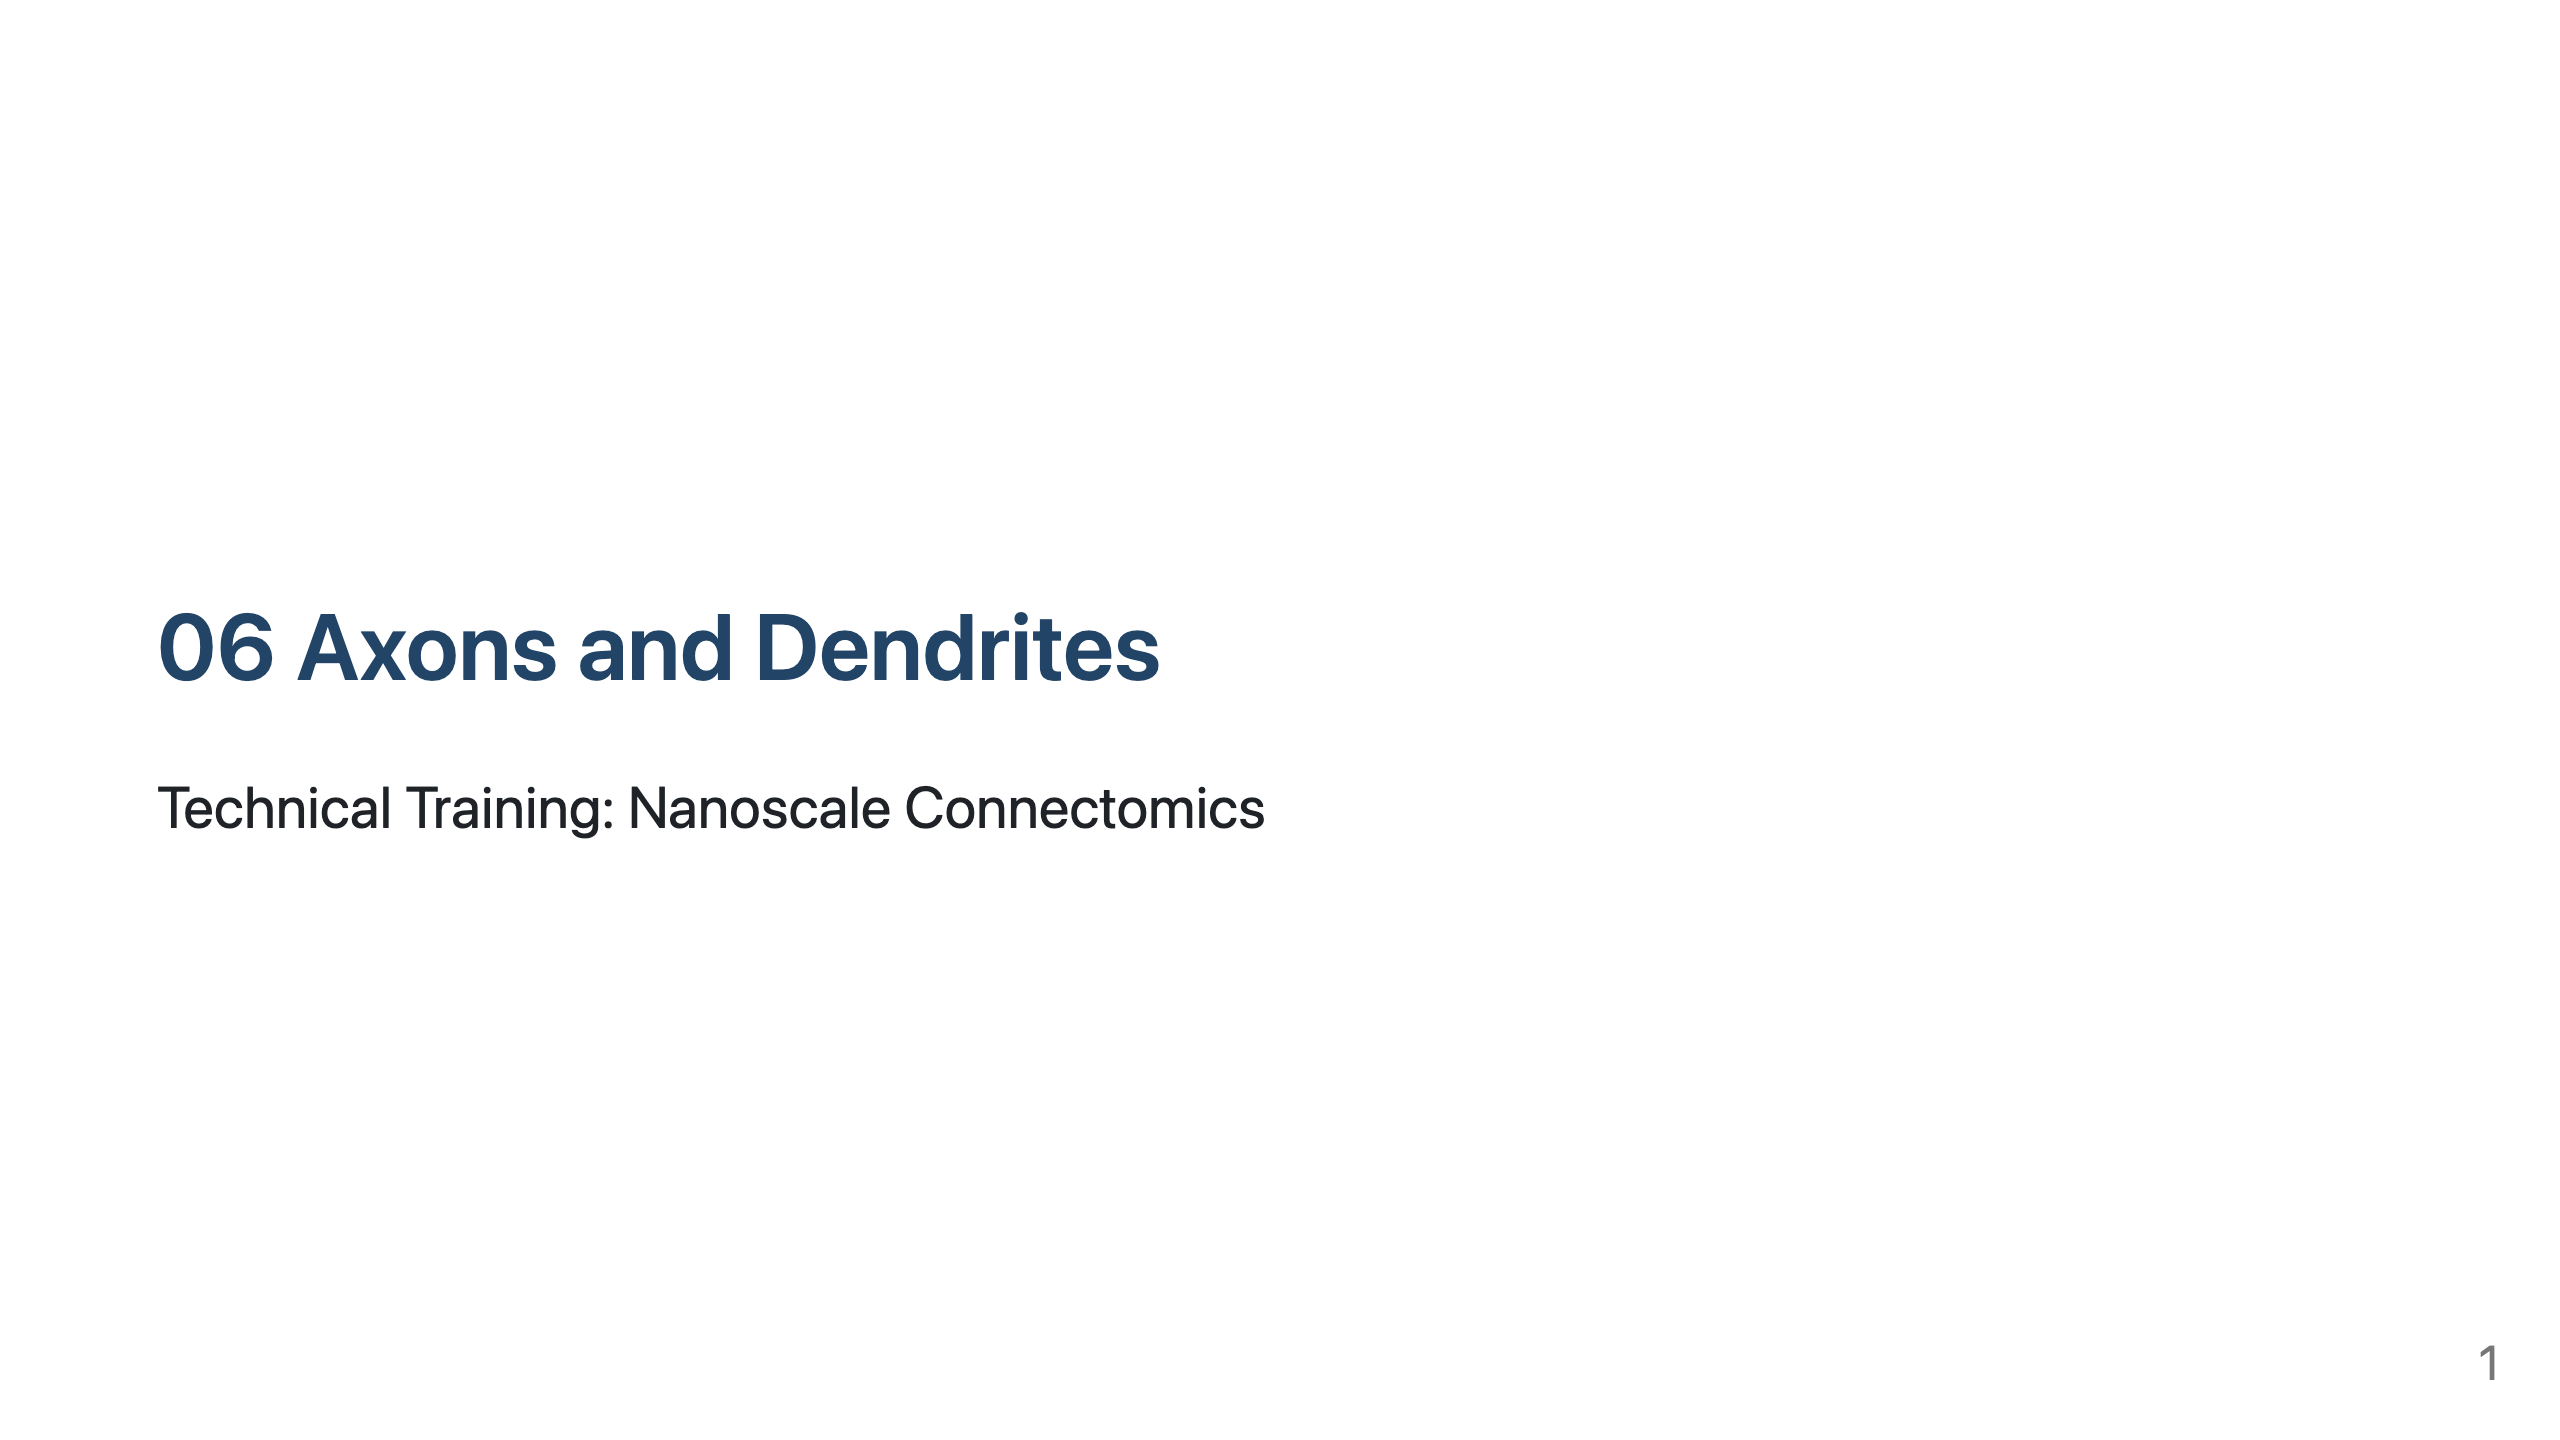 06 Axons and Dendrites
Technical Training: Nanoscale Connectomics
1